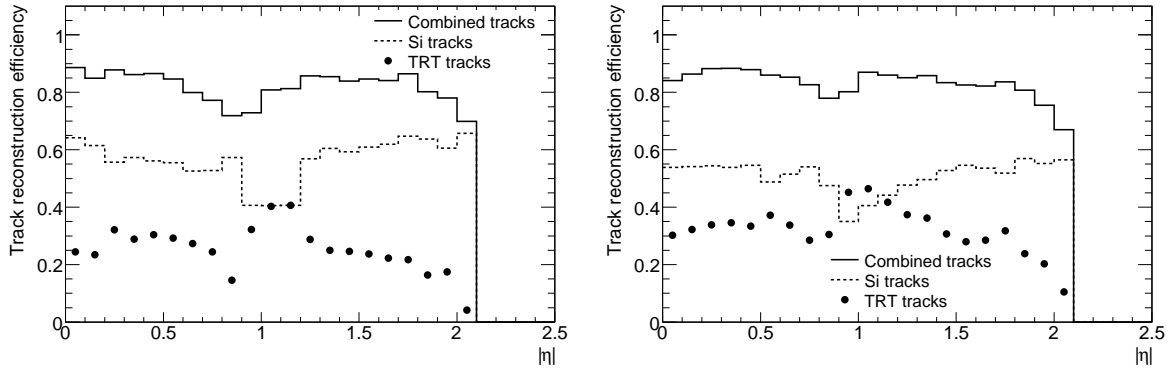 Track reconstruction efficiency
1
0.8
0.6
0.4
0.2
0
Combined tracks
Si tracks
TRT tracks
0 0.5 1 1.5 2 2.5
|η|
Track reconstruction efficiency
1
0.8
0.6
0.4
0.2
0
Combined tracks
Si tracks
TRT tracks
0 0.5 1 1.5 2 2.5
|η|